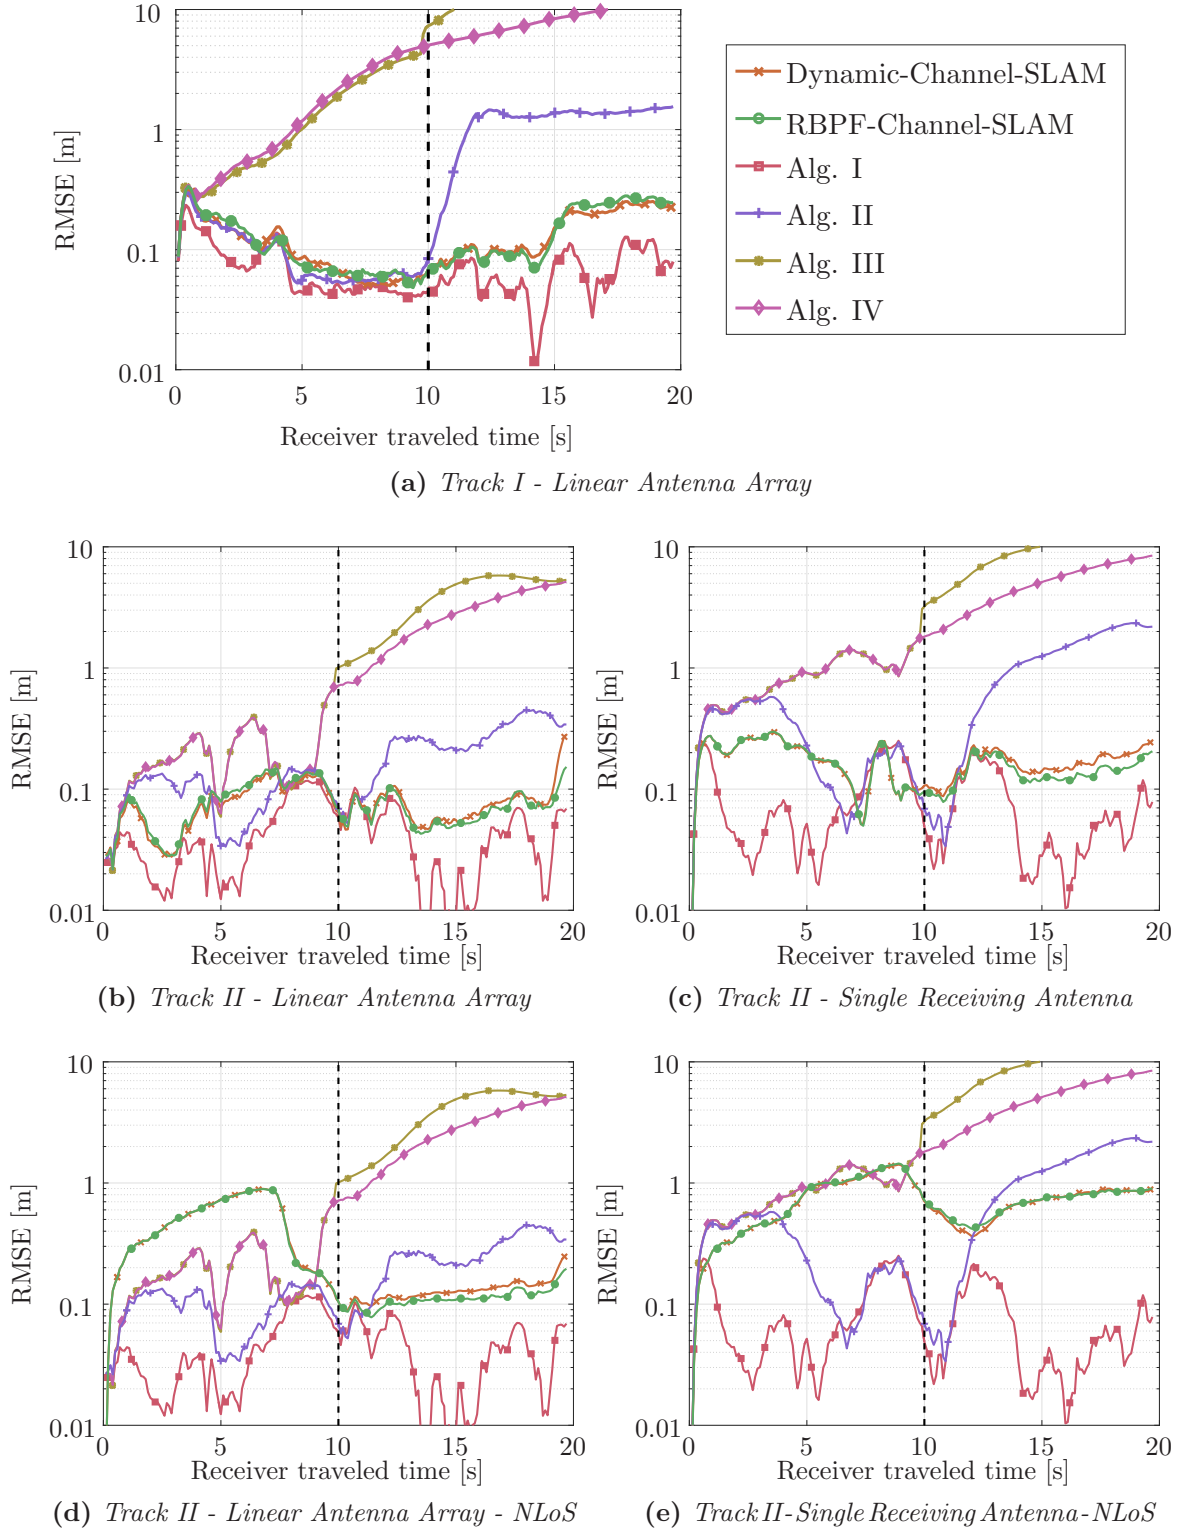 10
1
0.1
0.01
RMSE [m]
0
5
10
15
20
Receiver traveled time [s]
Dynamic-Channel-SLAM
RBPF-Channel-SLAM
Alg. I
Alg. II
Alg. III
Alg. IV
(a) Track I - Linear Antenna Array
10
1
0.1
0.01
RMSE [m]
0
5
10
15
20
Receiver traveled time [s]
(b) Track II - Linear Antenna Array
10
1
0.1
0.01
RMSE [m]
0
5
10
15
20
Receiver traveled time [s]
(c) Track II - Single Receiving Antenna
10
1
0.1
0.01
RMSE [m]
0
5
10
15
20
Receiver traveled time [s]
(d) Track II - Linear Antenna Array - NLoS
10
1
0.1
0.01
RMSE [m]
0
5
10
15
20
Receiver traveled time [s]
(e) Track II - Single Receiving Antenna - NLoS